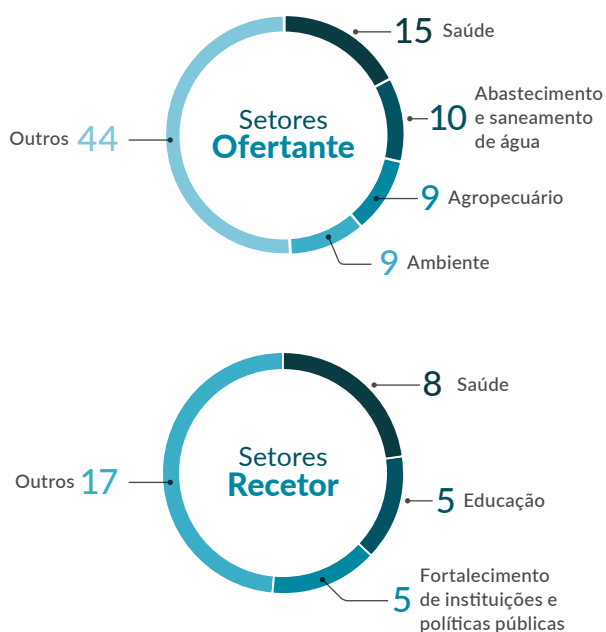 15 Saúde
Abastecimento
10 e saneamento
de água
Setores
Ofertante
Outros 44
9 Agropecuário
9 Ambiente
8 Saúde
Setores
Recetor
Outros 17
5 Educação
Fortalecimento
5 de instituições e
políticas públicas